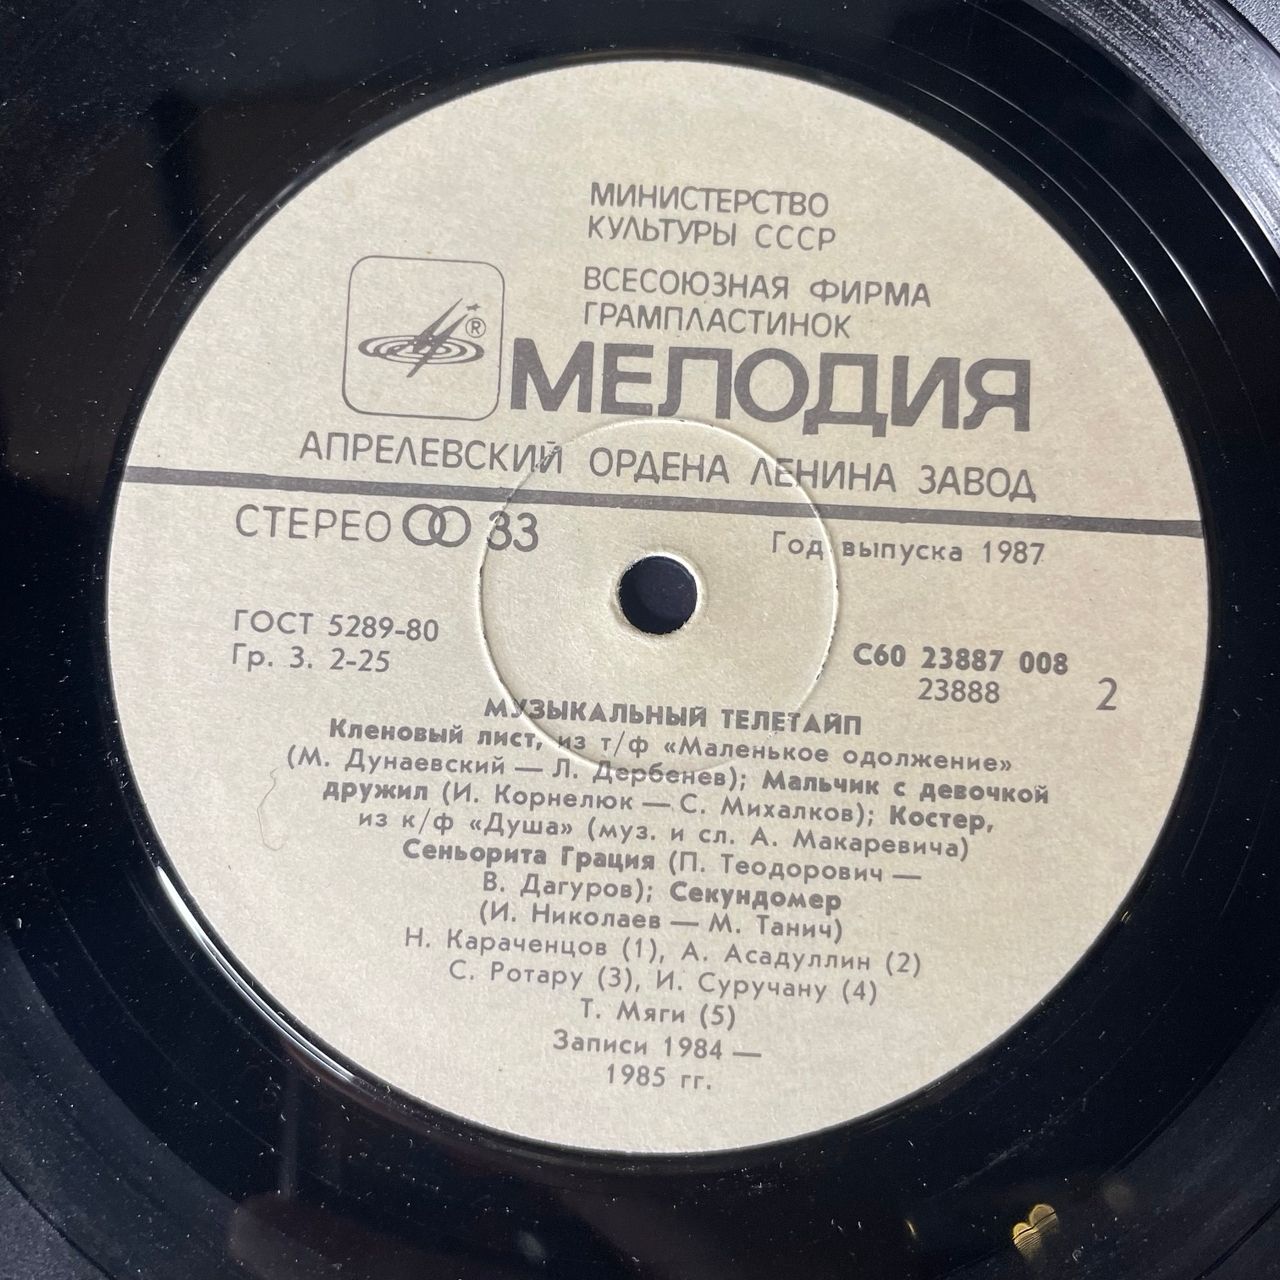 МИНИСТЕРСТВО
КУЛЬТУРЫ СССР
ВСЕСОЮЗНАЯ ФИРМА
ГРАМПЛАСТИНОК
®
МЕЛОДИЯ
АПРЕЛЕВСКИЙ ОРДЕНА ЛЕНИНА ЗАВОД
СТЕРЕО 33
Год выпуска 1987
ГОСТ 5289-80
Гр. 3. 2-25
С60 23887 008
23888
2
МУЗЫКАЛЬНЫЙ ТЕЛЕТАЙП
Кленовый лист, из т/ф «Маленькое одолжение»
(М. Дунаевский — Л. Дербенев); Мальчик с девочкой
дружил (И. Корнелюк — С. Михалков); Костер,
из к/ф «Душа» (муз. и сл. А. Макаревича)
Сеньорита Грация (П. Теодорович —
В. Дагуров); Секундомер
(И. Николаев — М. Танич)
Н. Караченцов (1), А. Асадуллин (2)
С. Ротару (3), И. Суручану (4)
Т. Мяги (5)
Записи 1984 —
1985 гг.